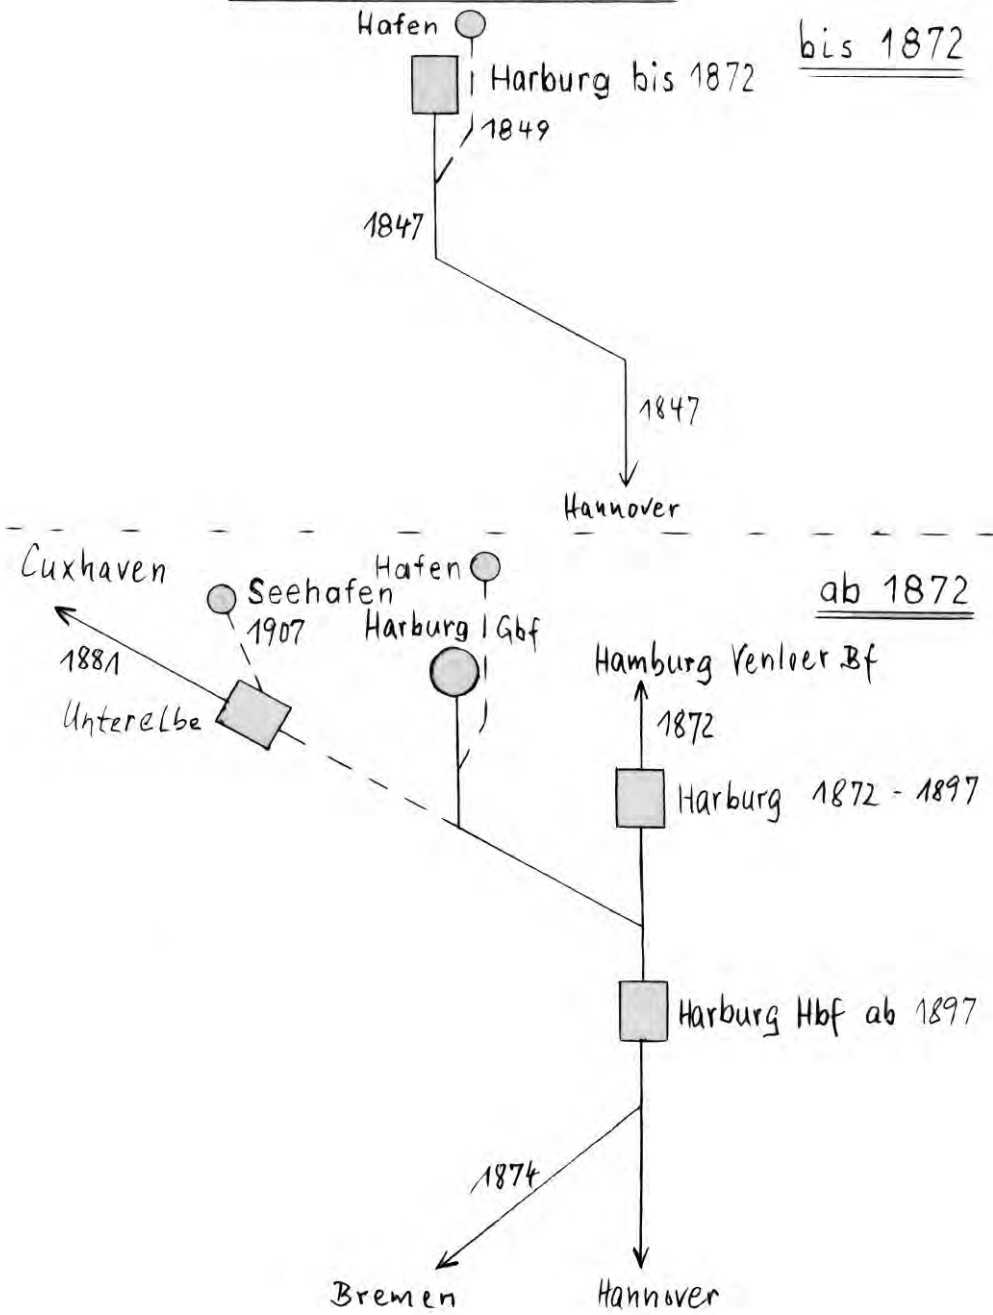 Hafen
bis 1872
Harburg bis 1872
1849
1847
1847
Hannover
Cuxhaven
Hafen
ab 1872
Seehafen
1907
Harburg Gbf
1881
Hamburg Venloer Bf
Unterelbe
1872
Harburg 1872 - 1897
Harburg Hbf ab 1897
1874
Bremen
Hannover